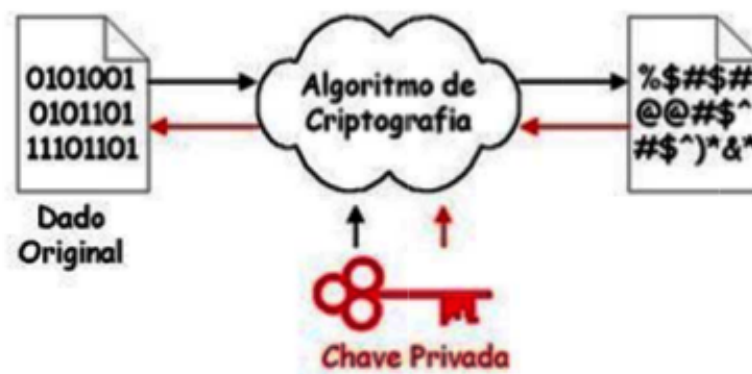 0101001
0101101
11101101
Dado
Original
Algoritmo de
Criptografia
Chave Privada
%$#$#
@@#$^
#$^)*&*